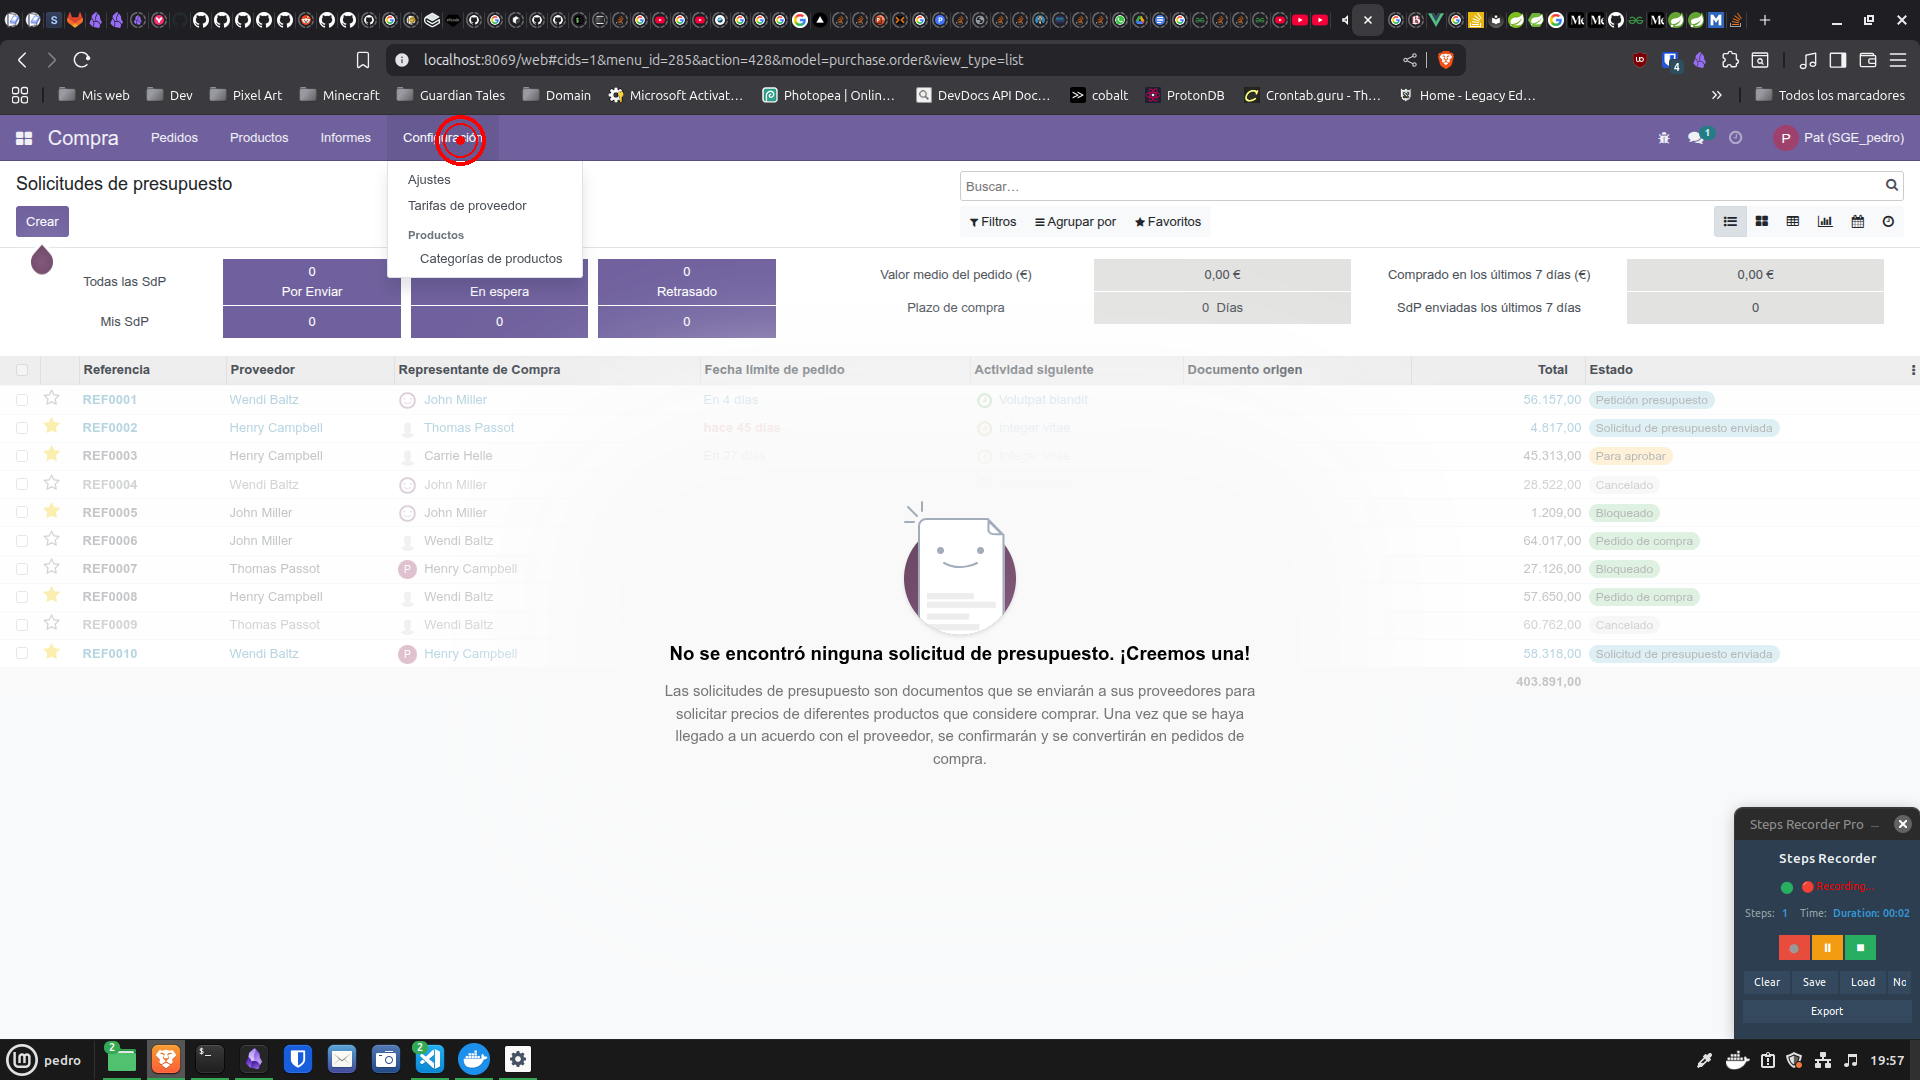 localhost:8069/web#cids=1&menu_id=285&action=428&model=purchase.order&view_type=list
4
Mis web
Dev
Pixel Art
Minecraft
Guardian Tales
Domain
Microsoft Activat...
Photopea | Onlin...
DevDocs API Doc...
cobalt
ProtonDB
Crontab.guru - Th...
Home - Legacy Ed...
Todos los marcadores
Compra
Pedidos
Productos
Informes
Configuración
1
P
Pat (SGE_pedro)
Ajustes
Tarifas de proveedor
Productos
Categorías de productos
Solicitudes de presupuesto
Buscar...
Crear
Filtros
Agrupar por
Favoritos
Todas las SdP
0
Por Enviar
En espera
0
Retrasado
Mis SdP
0
0
0
Valor medio del pedido (€)
0,00 €
Comprado en los últimos 7 días (€)
0,00 €
Plazo de compra
0 Días
SdP enviadas los últimos 7 días
0
Referencia Proveedor Representante de Compra Fecha límite de pedido Actividad siguiente Documento origen Total Estado
REF0001 Wendi Baltz John Miller En 4 días Volutpat blandit 56.157,00 Petición presupuesto
REF0002 Henry Campbell Thomas Passot hace 45 días Integer vitae 4.817,00 Solicitud de presupuesto enviada
REF0003 Henry Campbell Carrie Helle En 27 días Integer vitae 45.313,00 Para aprobar
REF0004 Wendi Baltz John Miller 28.522,00 Cancelado
REF0005 John Miller John Miller 1.209,00 Bloqueado
REF0006 John Miller Wendi Baltz 64.017,00 Pedido de compra
REF0007 Thomas Passot P Henry Campbell 27.126,00 Bloqueado
REF0008 Henry Campbell Wendi Baltz 57.650,00 Pedido de compra
REF0009 Thomas Passot Wendi Baltz 60.762,00 Cancelado
REF0010 Wendi Baltz P Henry Campbell 58.318,00 Solicitud de presupuesto enviada
403.891,00
No se encontró ninguna solicitud de presupuesto. ¡Creemos una!
Las solicitudes de presupuesto son documentos que se enviarán a sus proveedores para
solicitar precios de diferentes productos que considere comprar. Una vez que se haya
llegado a un acuerdo con el proveedor, se confirmarán y se convertirán en pedidos de
compra.
Steps Recorder Pro
Steps Recorder
Recording...
Steps: 1 Time: Duration: 00:02
Clear
Save
Load
No
Export
pedro
2
2
19:57